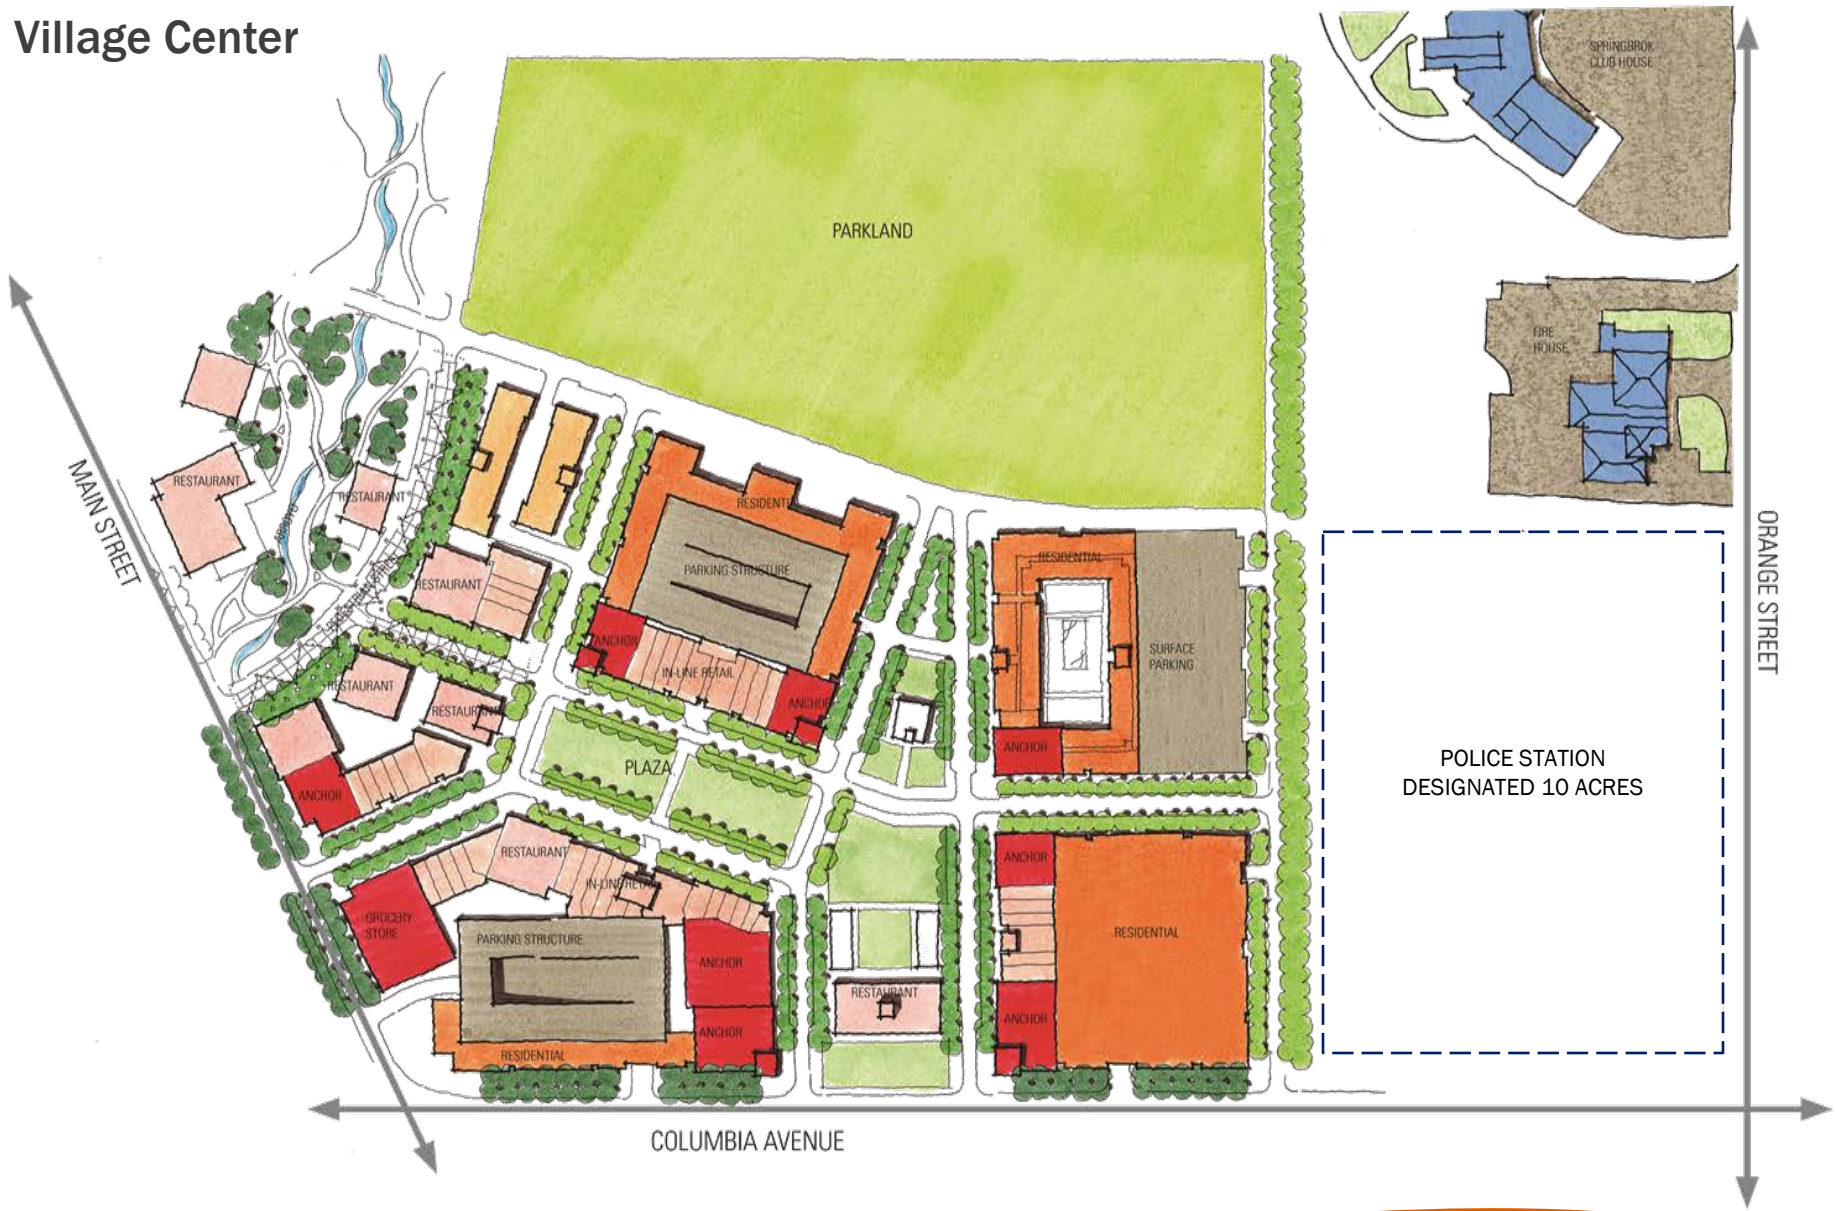 Village Center
SPRINGBROK
CLUB HOUSE
PARKLAND
FIRE
HOUSE
MAIN STREET
RESTAURANT
RESTAURANT
RESIDENTIAL
ORANGE STREET
PARKING STRUCTURE
RESTAURANT
RESIDENTIAL
ANCHOR
IN-LINE RETAIL
ANCHOR
SURFACE
PARKING
RESTAURANT
RESTAURANT
PLAZA
ANCHOR
ANCHOR
POLICE STATION
DESIGNATED 10 ACRES
RESTAURANT
IN-LINE RETAIL
ANCHOR
GROCERY
STORE
PARKING STRUCTURE
ANCHOR
RESIDENTIAL
RESTAURANT
ANCHOR
ANCHOR
RESIDENTIAL
COLUMBIA AVENUE